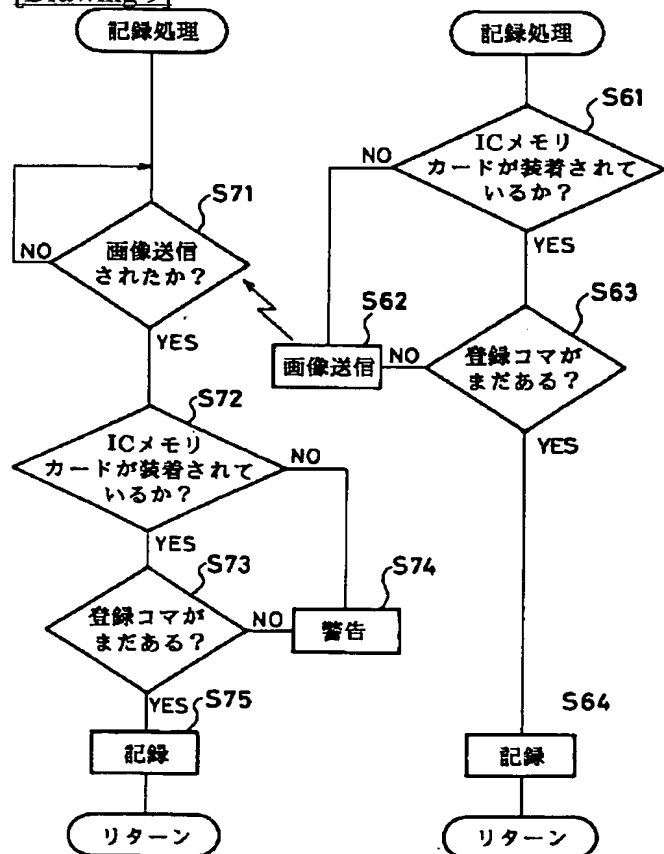 [Drawing 9]
記録処理
S71
画像送信
されたか？
NO
YES
S72
ICメモリ
カードが装着されて
いるか？
NO
YES
S73
登録コマが
まだある？
NO
S74
警告
YES
S75
記録
リターン
記録処理
S61
ICメモリ
カードが装着されて
いるか？
NO
YES
S62
画像送信
S63
登録コマが
まだある？
NO
YES
S64
記録
リターン